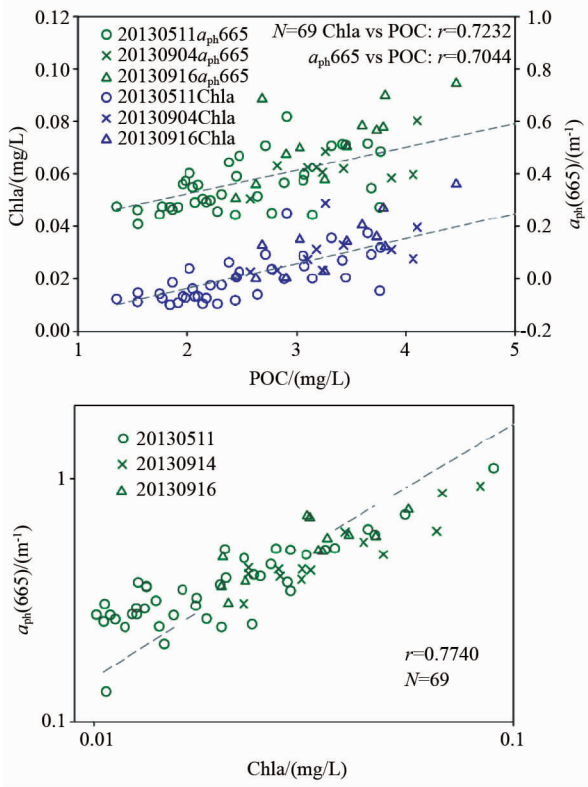 0.12
0.10
0.08
0.06
0.04
0.02
0.00
Chla/(mg/L)
20130511aph665
20130904aph665
20130916aph665
20130511Chla
20130904Chla
20130916Chla
N=69 Chla vs POC: r=0.7232
aph665 vs POC: r=0.7044
1.0
0.8
0.6
0.4
0.2
0.0
-0.2
aph(665)/(m-1)
1
2
3
4
5
POC/(mg/L)
1
0.1
aph(665)/(m-1)
20130511
20130914
20130916
r=0.7740
N=69
0.01
0.1
Chla/(mg/L)